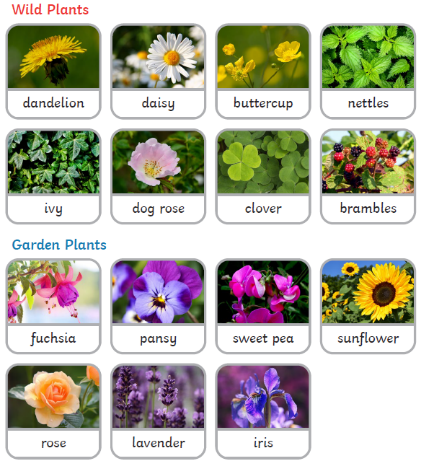 Wild Plants
dandelion daisy buttercup nettles
ivy dog rose clover brambles
Garden Plants
fuchsia pansy sweet pea sunflower
rose lavender iris